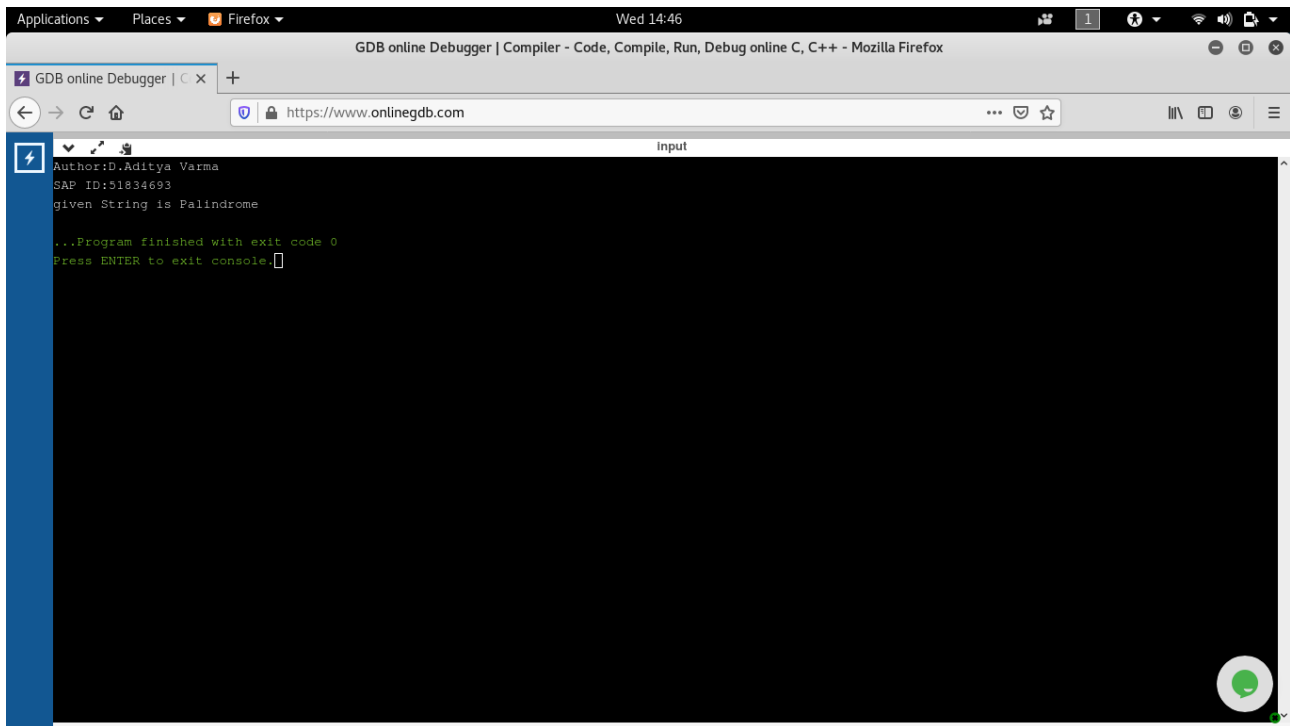 Applications Places Firefox Wed 14:46 1
GDB online Debugger | Compiler - Code, Compile, Run, Debug online C, C++ - Mozilla Firefox
GDB online Debugger | C
https://www.onlinegdb.com
input
Author:D.Aditya Varma
SAP ID:51834693
given String is Palindrome
...Program finished with exit code 0
Press ENTER to exit console.